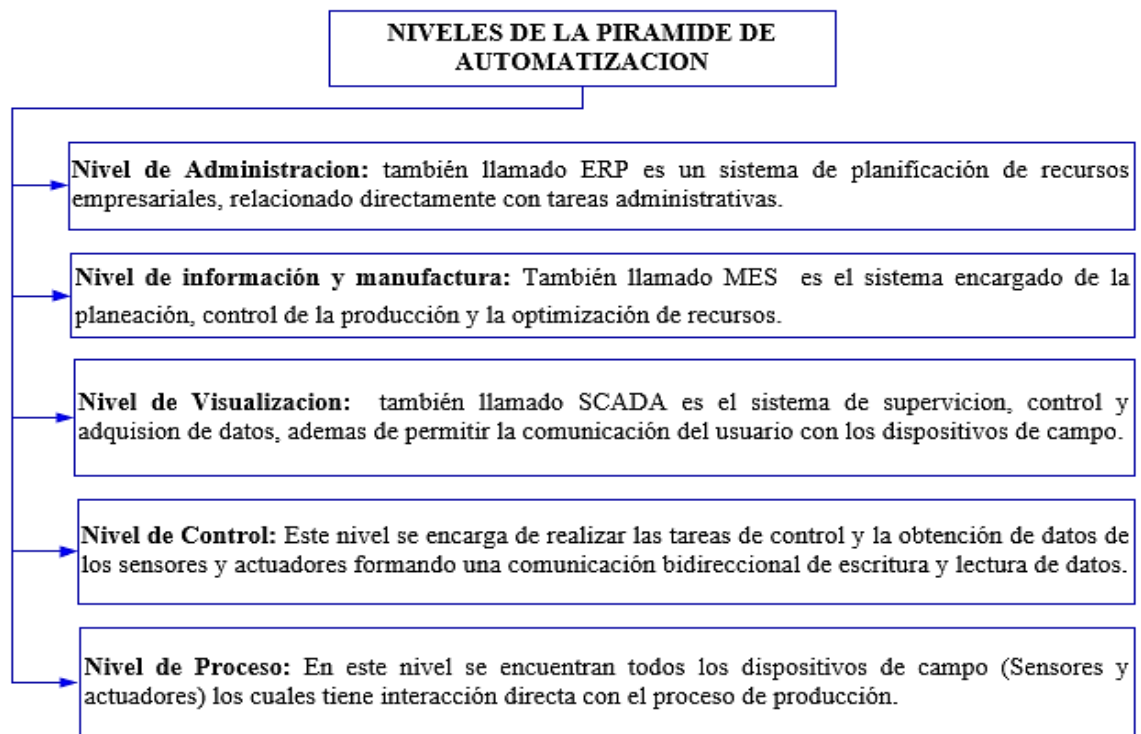 NIVELES DE LA PIRAMIDE DE
AUTOMATIZACION
Nivel de Administracion: también llamado ERP es un sistema de planificación de recursos
empresariales, relacionado directamente con tareas administrativas.
Nivel de información y manufactura: También llamado MES es el sistema encargado de la
planeación, control de la producción y la optimización de recursos.
Nivel de Visualizacion: también llamado SCADA es el sistema de supervicion, control y
adquision de datos, ademas de permitir la comunicación del usuario con los dispositivos de campo.
Nivel de Control: Este nivel se encarga de realizar las tareas de control y la obtención de datos de
los sensores y actuadores formando una comunicación bidireccional de escritura y lectura de datos.
Nivel de Proceso: En este nivel se encuentran todos los dispositivos de campo (Sensores y
actuadores) los cuales tiene interacción directa con el proceso de producción.